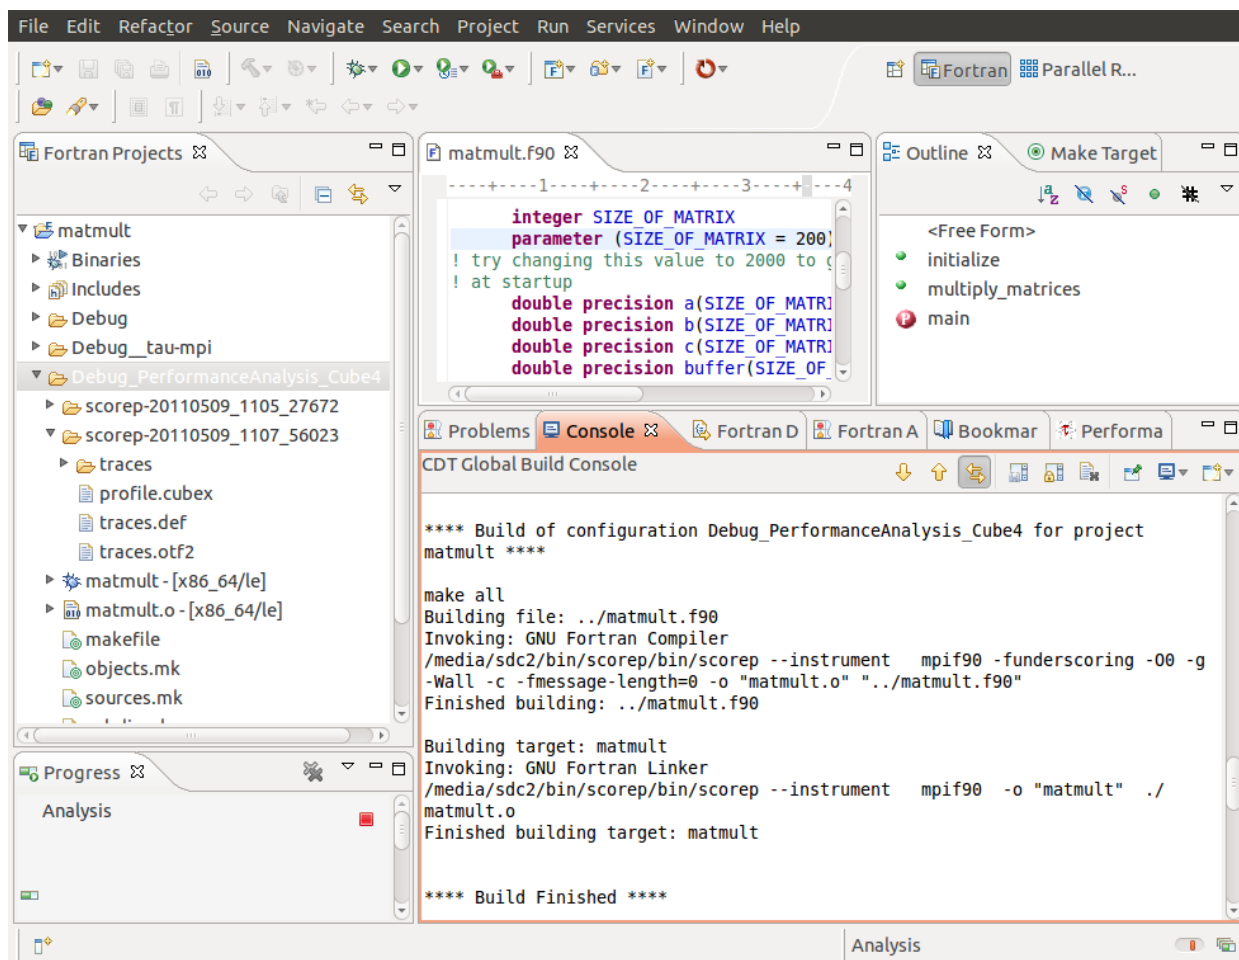 File Edit Refactor Source Navigate Search Project Run Services Window Help
Fortran Parallel R...
Fortran Projects
matmult
Binaries
Includes
Debug
Debug__tau-mpi
Debug_PerformanceAnalysis_Cube4
scorep-20110509_1105_27672
scorep-20110509_1107_56023
traces
profile.cubex
traces.def
traces.otf2
matmult - [x86_64/le]
matmult.o - [x86_64/le]
makefile
objects.mk
sources.mk
Progress
Analysis
matmult.f90
----+----1----+----2----+----3----+----4
integer SIZE_OF_MATRIX
parameter (SIZE_OF_MATRIX = 200)
! try changing this value to 2000 to g
! at startup
double precision a(SIZE_OF_MATRI
double precision b(SIZE_OF_MATRI
double precision c(SIZE_OF_MATRI
double precision buffer(SIZE_OF_
Outline Make Target
<Free Form>
initialize
multiply_matrices
main
Problems Console Fortran D Fortran A Bookmar Performa
CDT Global Build Console
**** Build of configuration Debug_PerformanceAnalysis_Cube4 for project
matmult ****
make all
Building file: ../matmult.f90
Invoking: GNU Fortran Compiler
/media/sdc2/bin/scorep/bin/scorep --instrument mpif90 -funderscoring -O0 -g
-Wall -c -fmessage-length=0 -o "matmult.o" "../matmult.f90"
Finished building: ../matmult.f90
Building target: matmult
Invoking: GNU Fortran Linker
/media/sdc2/bin/scorep/bin/scorep --instrument mpif90 -o "matmult" ./
matmult.o
Finished building target: matmult
**** Build Finished ****
Analysis